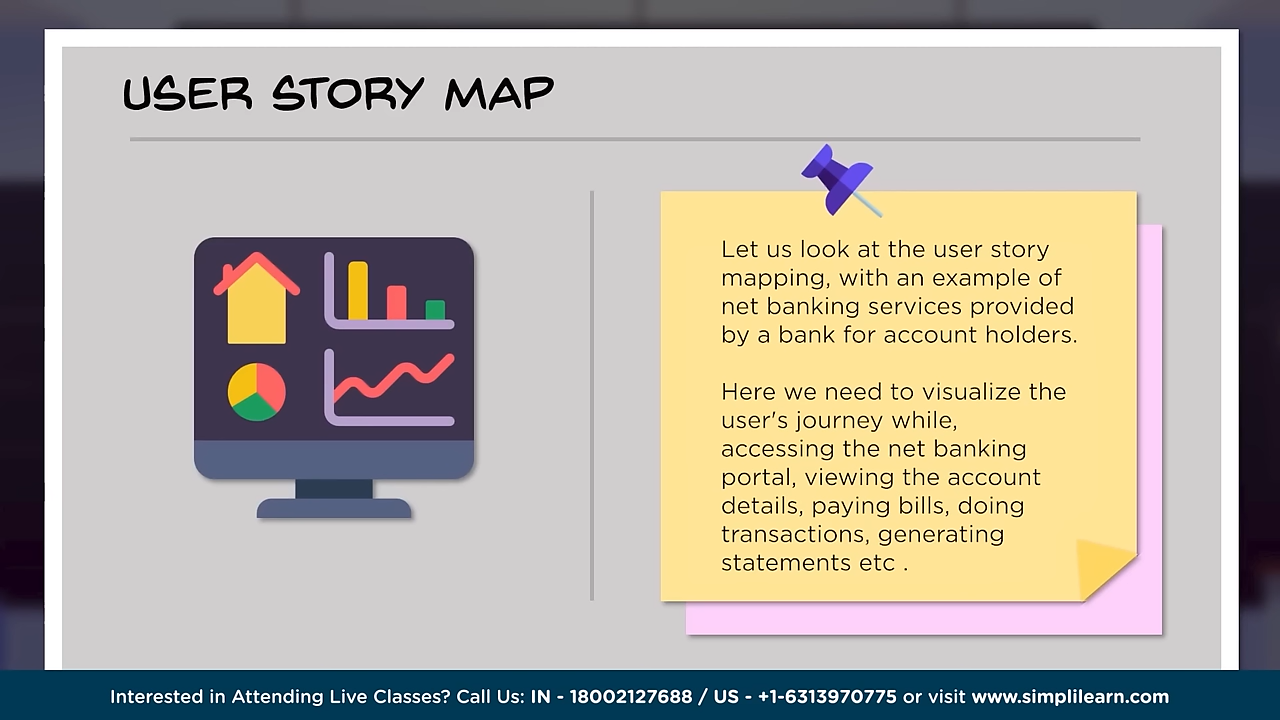 USER STORY MAP
Let us look at the user story
mapping, with an example of
net banking services provided
by a bank for account holders.
Here we need to visualize the
user's journey while,
accessing the net banking
portal, viewing the account
details, paying bills, doing
transactions, generating
statements etc .
Interested in Attending Live Classes? Call Us: IN - 18002127688 / US - +1-6313970775 or visit www.simplilearn.com